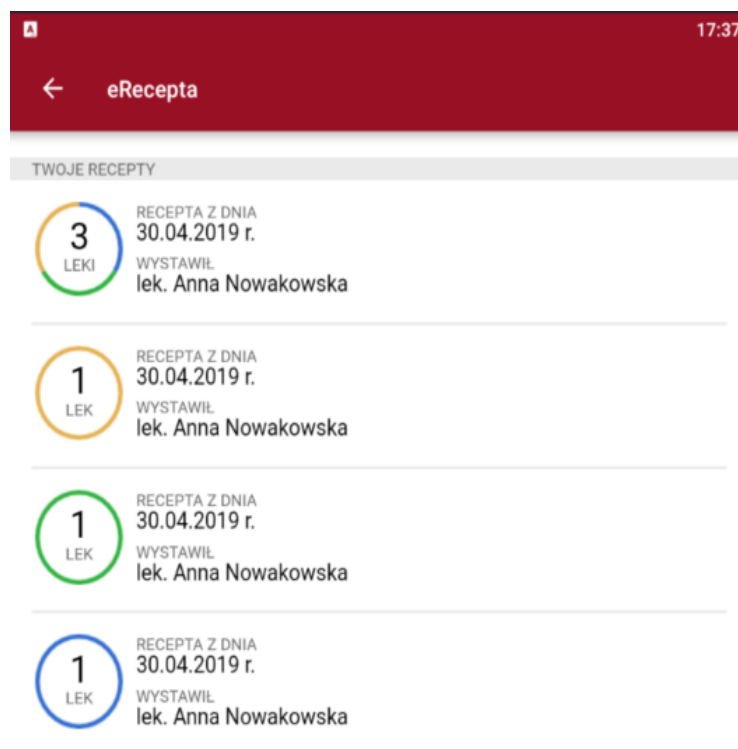 17:37
eRecepta
TWOJE RECEPTY
3
LEKI
RECEPTA Z DNIA
30.04.2019 r.
WYSTAWIŁ
lek. Anna Nowakowska
1
LEK
RECEPTA Z DNIA
30.04.2019 r.
WYSTAWIŁ
lek. Anna Nowakowska
1
LEK
RECEPTA Z DNIA
30.04.2019 r.
WYSTAWIŁ
lek. Anna Nowakowska
1
LEK
RECEPTA Z DNIA
30.04.2019 r.
WYSTAWIŁ
lek. Anna Nowakowska